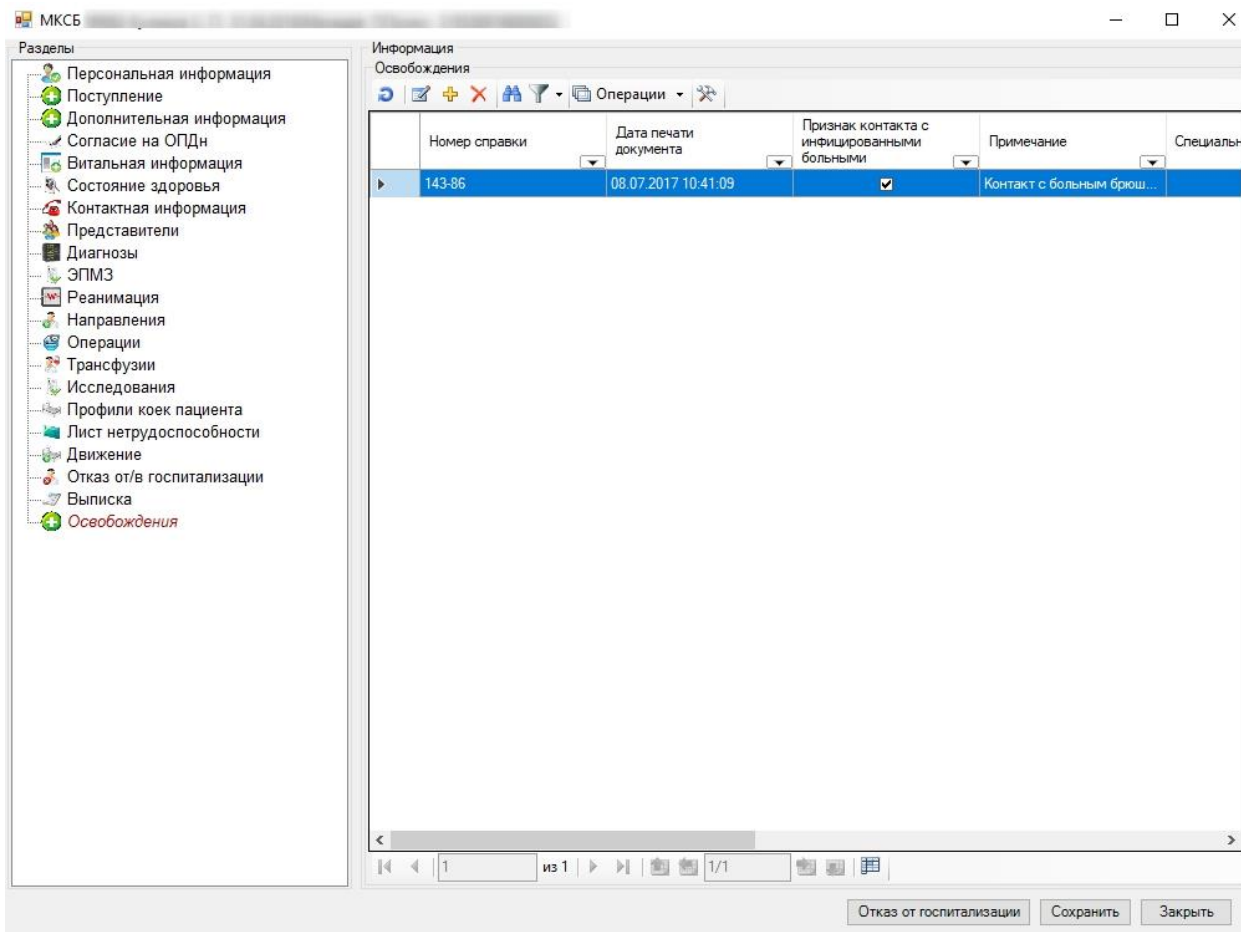 МКСБ
Разделы
Персональная информация
Поступление
Дополнительная информация
Согласие на ОПДн
Витальная информация
Состояние здоровья
Контактная информация
Представители
Диагнозы
ЭПМЗ
Реанимация
Направления
Операции
Трансфузии
Исследования
Профили коек пациента
Лист нетрудоспособности
Движение
Отказ от/в госпитализации
Выписка
Освобождения
Информация
Освобождения
Операции
Номер справки
Дата печати
документа
Признак контакта с
инфицированными
больными
Примечание
Специальн
143-86
08.07.2017 10:41:09
Контакт с больным брюш...
1
из 1
1/1
Отказ от госпитализации
Сохранить
Закрыть